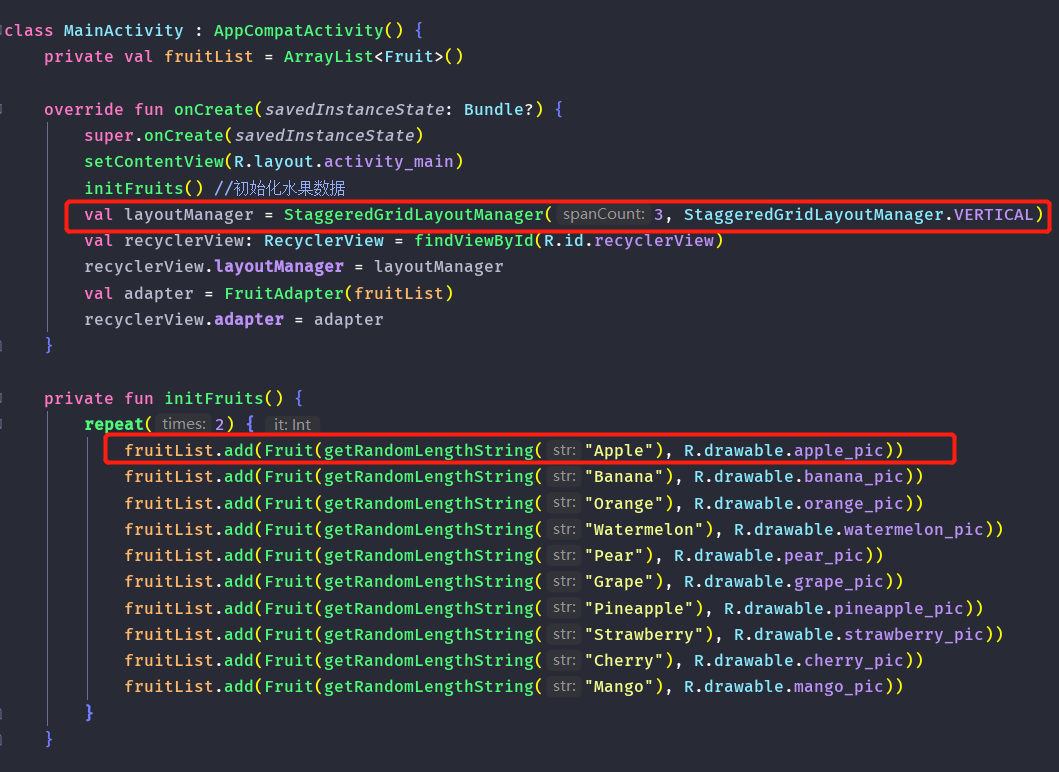 class MainActivity : AppCompatActivity() {
    private val fruitList = ArrayList<Fruit>()
    override fun onCreate(savedInstanceState: Bundle?) {
        super.onCreate(savedInstanceState)
        setContentView(R.layout.activity_main)
        initFruits() //初始化水果数据
        val layoutManager = StaggeredGridLayoutManager( spanCount: 3, StaggeredGridLayoutManager.VERTICAL)
        val recyclerView: RecyclerView = findViewById(R.id.recyclerView)
        recyclerView.layoutManager = layoutManager
        val adapter = FruitAdapter(fruitList)
        recyclerView.adapter = adapter
    }
    private fun initFruits() {
        repeat( times: 2) { it: Int
            fruitList.add(Fruit(getRandomLengthString( str: "Apple"), R.drawable.apple_pic))
            fruitList.add(Fruit(getRandomLengthString( str: "Banana"), R.drawable.banana_pic))
            fruitList.add(Fruit(getRandomLengthString( str: "Orange"), R.drawable.orange_pic))
            fruitList.add(Fruit(getRandomLengthString( str: "Watermelon"), R.drawable.watermelon_pic))
            fruitList.add(Fruit(getRandomLengthString( str: "Pear"), R.drawable.pear_pic))
            fruitList.add(Fruit(getRandomLengthString( str: "Grape"), R.drawable.grape_pic))
            fruitList.add(Fruit(getRandomLengthString( str: "Pineapple"), R.drawable.pineapple_pic))
            fruitList.add(Fruit(getRandomLengthString( str: "Strawberry"), R.drawable.strawberry_pic))
            fruitList.add(Fruit(getRandomLengthString( str: "Cherry"), R.drawable.cherry_pic))
            fruitList.add(Fruit(getRandomLengthString( str: "Mango"), R.drawable.mango_pic))
        }
    }